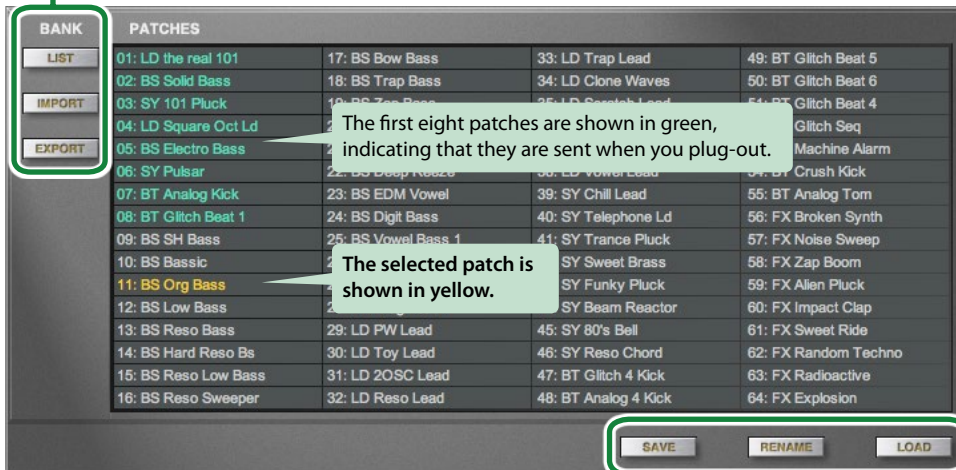 BANK
LIST
IMPORT
EXPORT
PATCHES
01: LD the real 101
02: BS Solid Bass
03: SY 101 Pluck
04: LD Square Oct Ld
05: BS Electro Bass
06: SY Pulsar
07: BT Analog Kick
08: BT Glitch Beat 1
09: BS SH Bass
10: BS Bassic
11: BS Org Bass
12: BS Low Bass
13: BS Reso Bass
14: BS Hard Reso Bs
15: BS Reso Low Bass
16: BS Reso Sweeper
17: BS Bow Bass
18: BS Trap Bass
The first eight patches are shown in green,
indicating that they are sent when you plug-out.
23: BS EDM Vowel
24: BS Digit Bass
25: BS Vowel Bass 1
The selected patch is
shown in yellow.
29: LD PW Lead
30: LD Toy Lead
31: LD 2OSC Lead
32: LD Reso Lead
33: LD Trap Lead
34: LD Clone Waves
39: SY Chill Lead
40: SY Telephone Ld
41: SY Trance Pluck
SY Sweet Brass
SY Funky Pluck
SY Beam Reactor
45: SY 80's Bell
46: SY Reso Chord
47: BT Glitch 4 Kick
48: BT Analog 4 Kick
49: BT Glitch Beat 5
50: BT Glitch Beat 6
51: BT Glitch Beat 4
Glitch Seq
Machine Alarm
54: BT Crush Kick
55: BT Analog Tom
56: FX Broken Synth
57: FX Noise Sweep
58: FX Zap Boom
59: FX Alien Pluck
60: FX Impact Clap
61: FX Sweet Ride
62: FX Random Techno
63: FX Radioactive
64: FX Explosion
SAVE
RENAME
LOAD